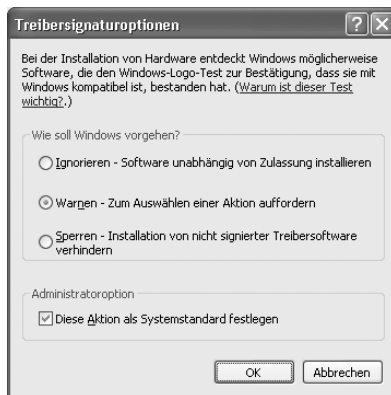 Treibersignaturoptionen
Bei der Installation von Hardware entdeckt Windows möglicherweise
Software, die den Windows-Logo-Test zur Bestätigung, dass sie mit
Windows kompatibel ist, bestanden hat. (Warum ist dieser Test
wichtig?.)
Wie soll Windows vorgehen?
Ignorieren - Software unabhängig von Zulassung installieren
Warnen - Zum Auswählen einer Aktion auffordern
Sperren - Installation von nicht signierter Treibersoftware
verhindern
Administratoroption
Diese Aktion als Systemstandard festlegen
OK Abbrechen